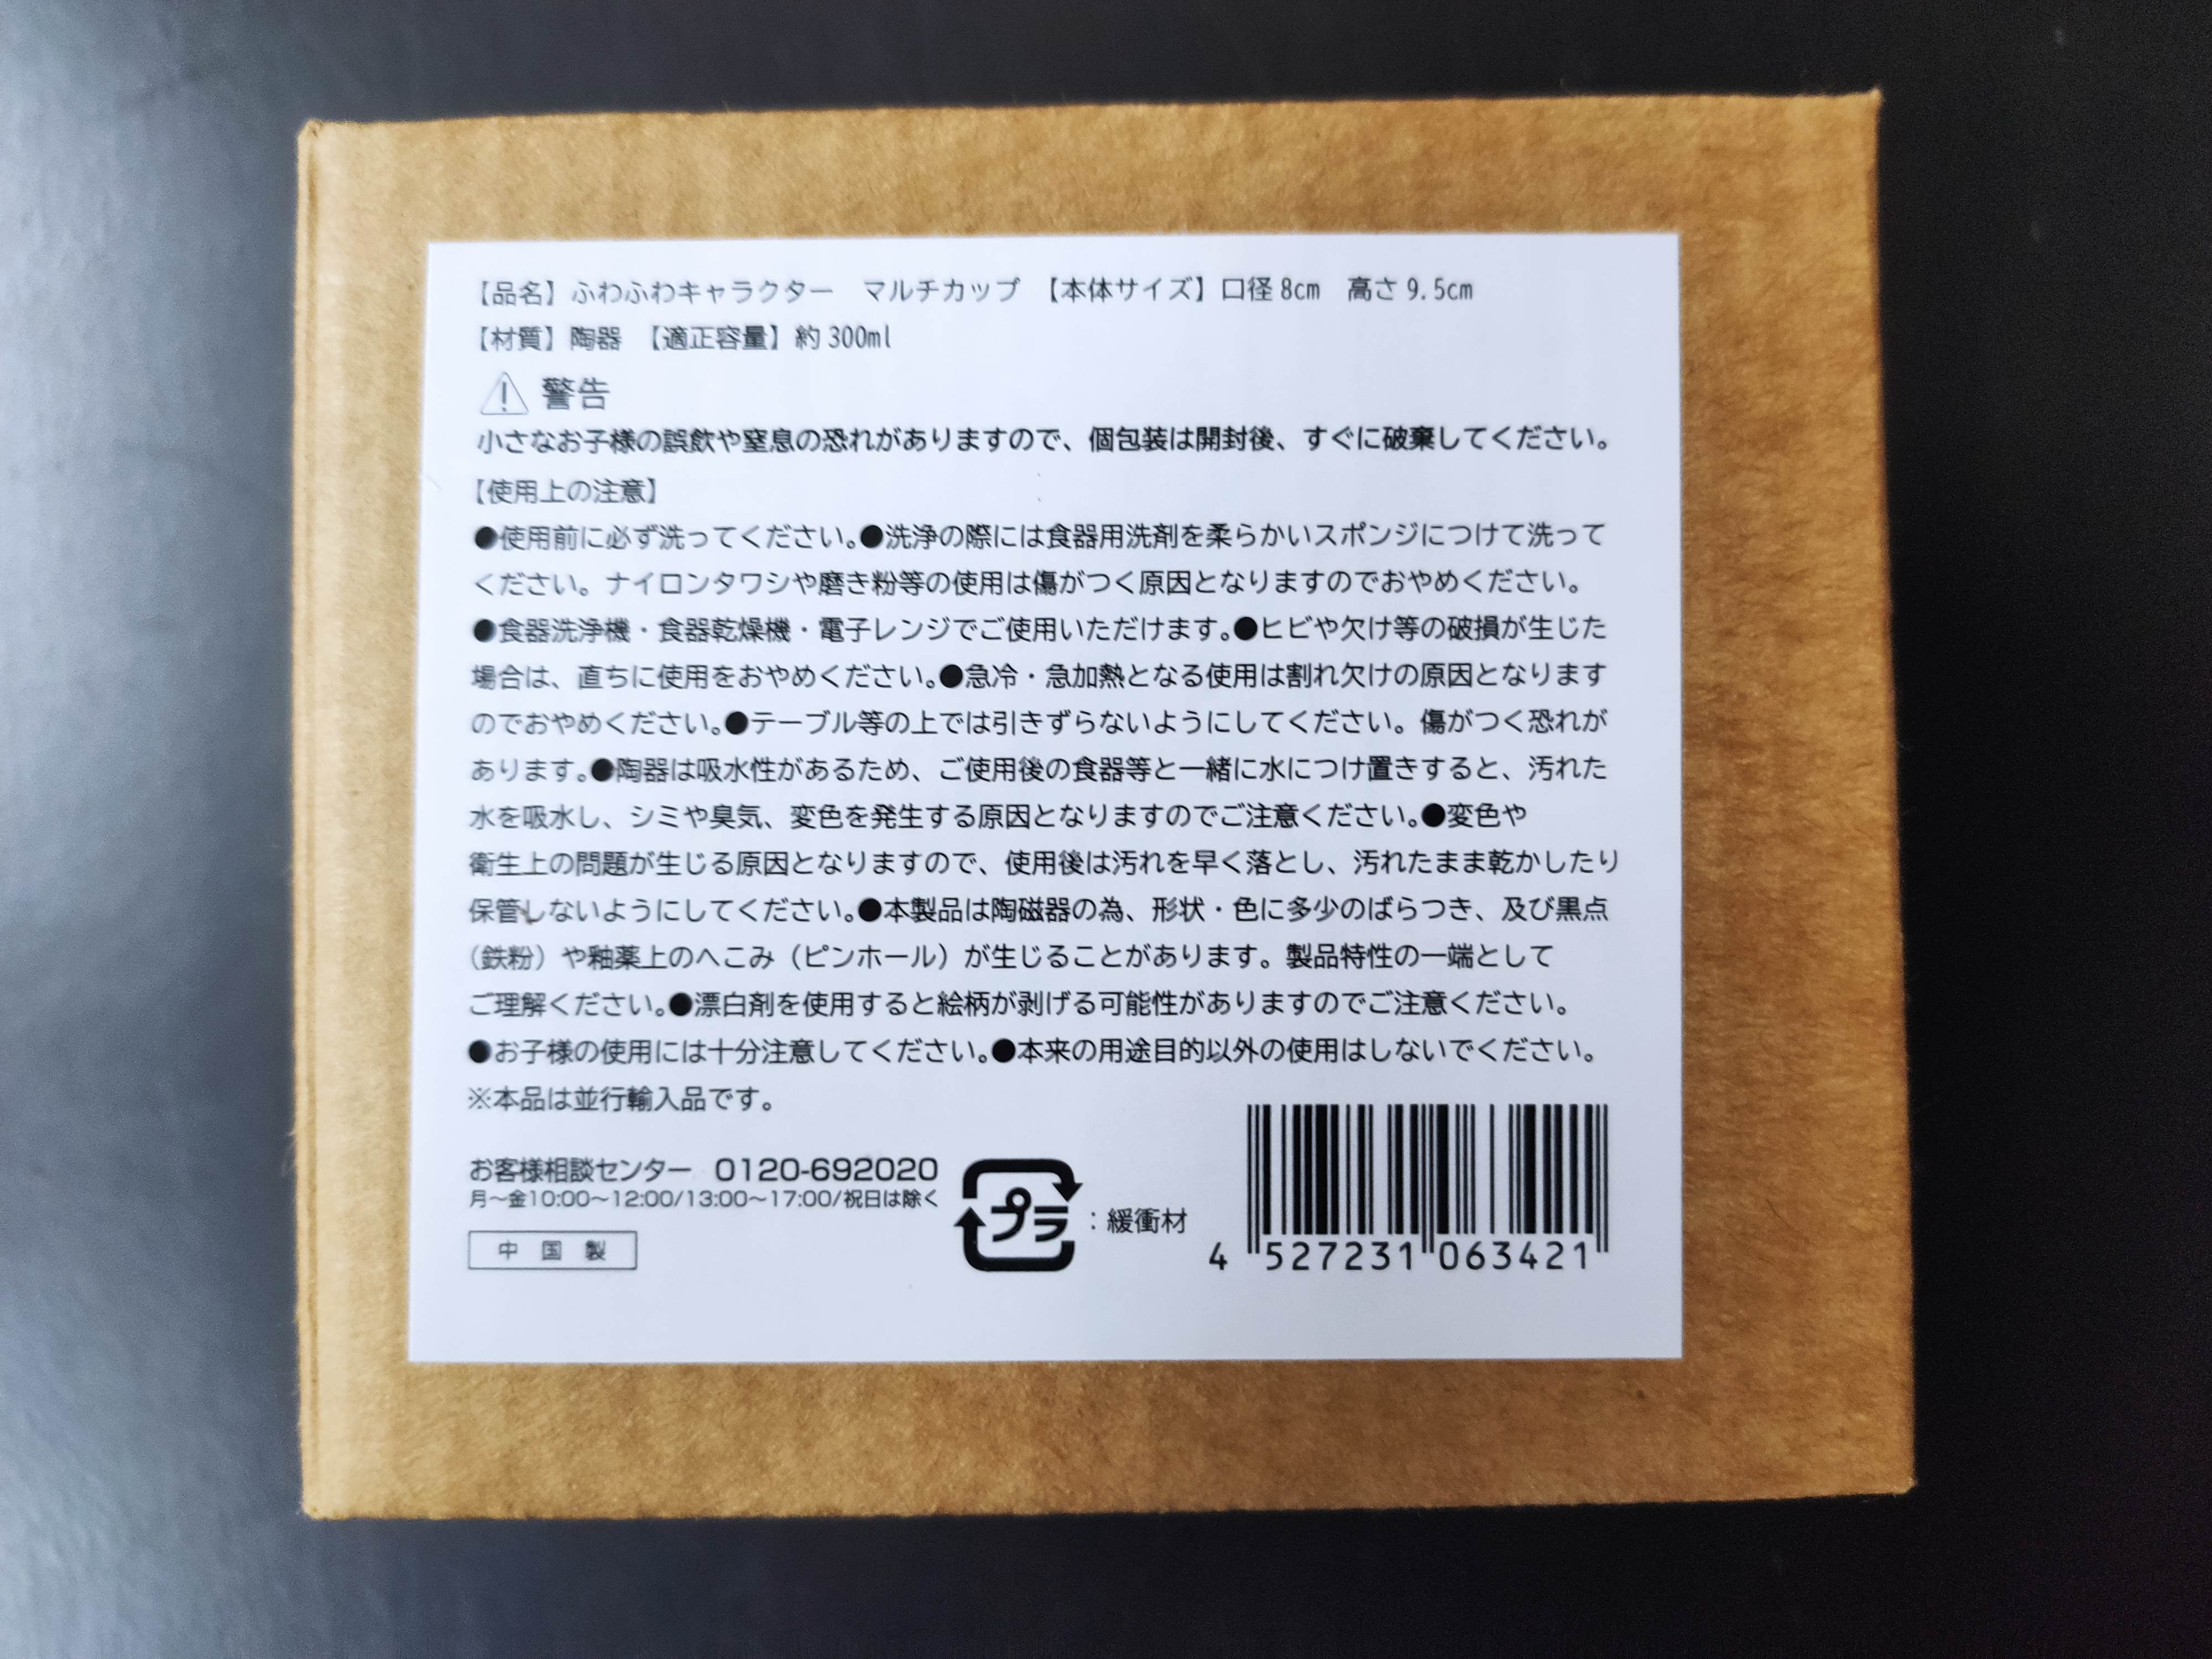 【品名】ふわふわキャラクター　マルチカップ　【本体サイズ】口径8cm　高さ9.5cm
【材質】陶器　【適正容量】約300ml
⚠ 警告
小さなお子様の誤飲や窒息の恐れがありますので、個包装は開封後、すぐに破棄してください。
【使用上の注意】
●使用前に必ず洗ってください。●洗浄の際には食器用洗剤を柔らかいスポンジにつけて洗って
ください。ナイロンタワシや磨き粉等の使用は傷がつく原因となりますのでおやめください。
●食器洗浄機・食器乾燥機・電子レンジでご使用いただけます。●ヒビや欠け等の破損が生じた
場合は、直ちに使用をおやめください。●急冷・急加熱となる使用は割れ欠けの原因となります
のでおやめください。●テーブル等の上では引きずらないようにしてください。傷がつく恐れが
あります。●陶器は吸水性があるため、ご使用後の食器等と一緒に水につけ置きすると、汚れた
水を吸水し、シミや臭気、変色を発生する原因となりますのでご注意ください。●変色や
衛生上の問題が生じる原因となりますので、使用後は汚れを早く落とし、汚れたまま乾かしたり
保管しないようにしてください。●本製品は陶磁器の為、形状・色に多少のばらつき、及び黒点
（鉄粉）や釉薬上のへこみ（ピンホール）が生じることがあります。製品特性の一端として
ご理解ください。●漂白剤を使用すると絵柄が剥げる可能性がありますのでご注意ください。
●お子様の使用には十分注意してください。●本来の用途目的以外の使用はしないでください。
※本品は並行輸入品です。
お客様相談センター　0120-692020
月～金10:00～12:00/13:00～17:00/祝日は除く
中国製
プラ：緩衝材
4 527231 063421